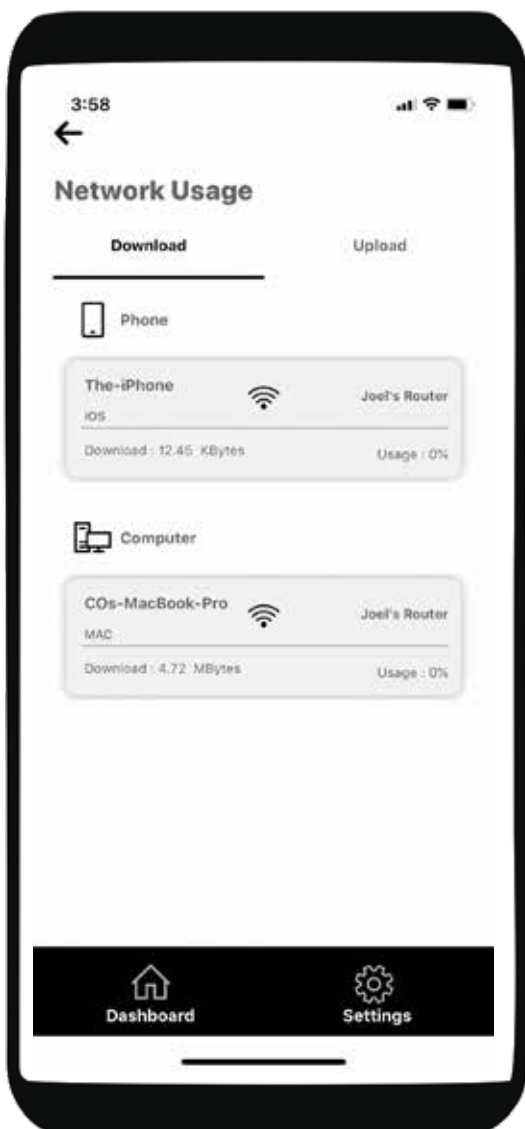 3:58
Network Usage
Download Upload
Phone
The-iPhone Joel's Router
iOS
Download : 12.45 KBytes Usage : 0%
Computer
COs-MacBook-Pro Joel's Router
MAC
Download : 4.72 MBytes Usage : 0%
Dashboard Settings